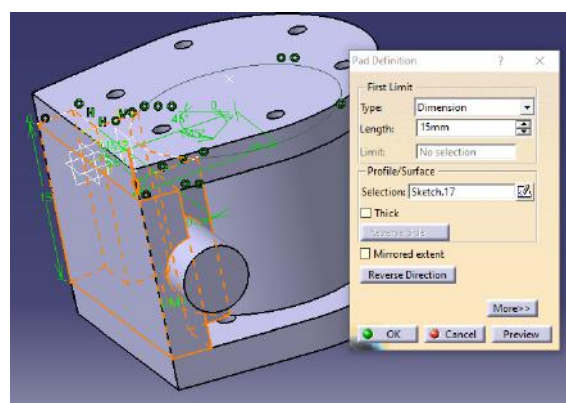 Pad Definition ? ×
First Limit
Type: Dimension
Length: 15mm
Limit: No selection
Profile/Surface
Selection: Sketch.17
Thick
Reverse Side
Mirrored extent
Reverse Direction
More>>
OK Cancel Preview
H
H
D
45°
15